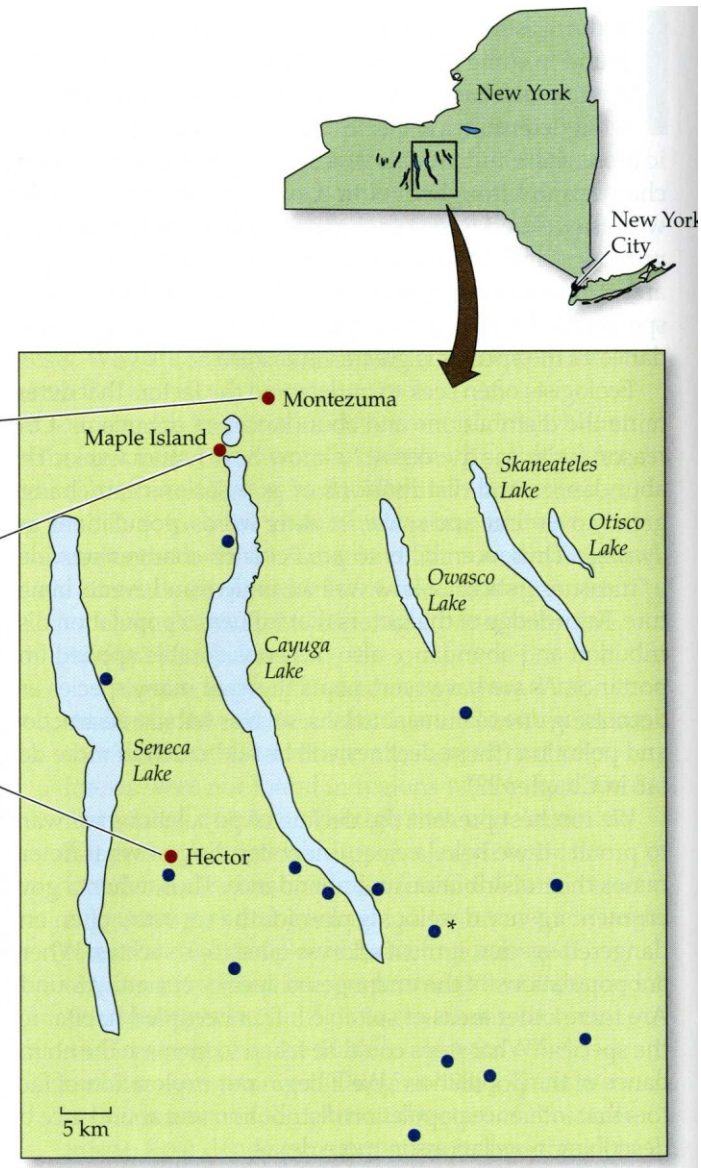 New York
New York
City
Montezuma
Maple Island
Skaneateles
Lake
Otisco
Lake
Owasco
Lake
Cayuga
Lake
Seneca
Lake
Hector
*
5 km